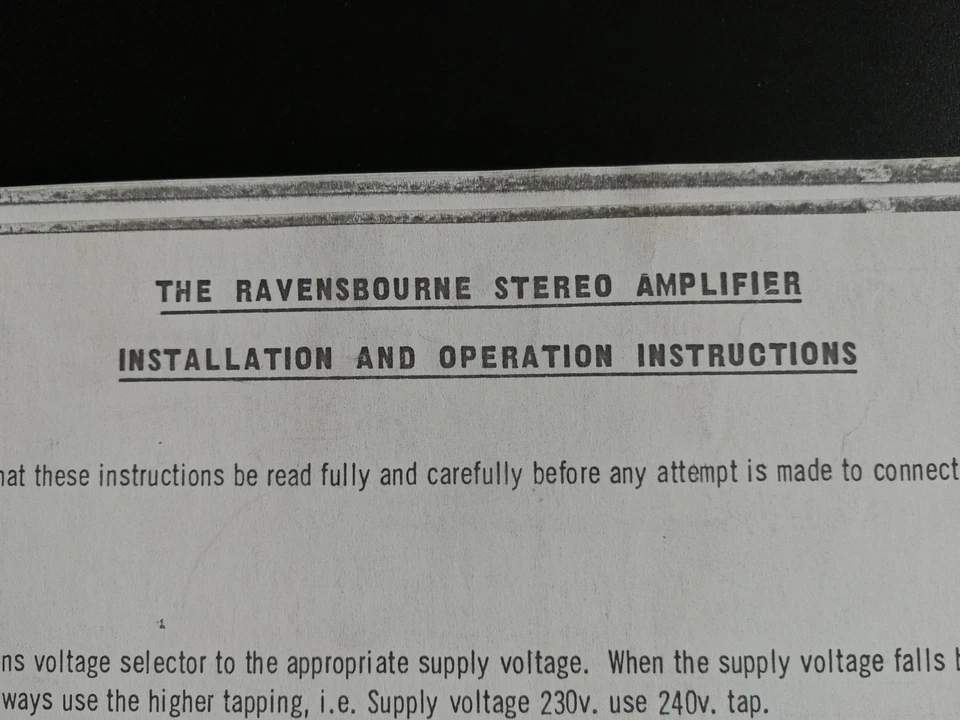 THE RAVENSBOURNE STEREO AMPLIFIER
INSTALLATION AND OPERATION INSTRUCTIONS
these instructions be read fully and carefully before any attempt is made to connect
voltage selector to the appropriate supply voltage. When the supply voltage falls
use the higher tapping, i.e. Supply voltage 230v. use 240v. tap.